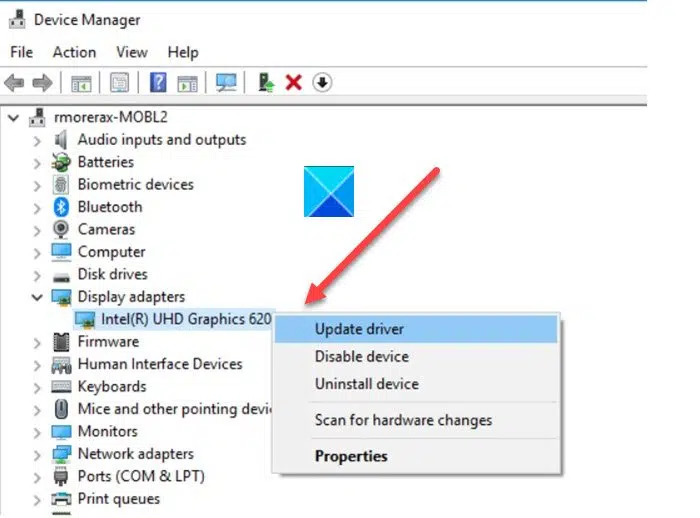 Device Manager
File Action View Help
rmorerax-MOBL2
Audio inputs and outputs
Batteries
Biometric devices
Bluetooth
Cameras
Computer
Disk drives
Display adapters
Intel(R) UHD Graphics 620
Update driver
Firmware
Disable device
Human Interface Devices
Uninstall device
Keyboards
Mice and other pointing devi
Scan for hardware changes
Monitors
Network adapters
Properties
Ports (COM & LPT)
Print queues